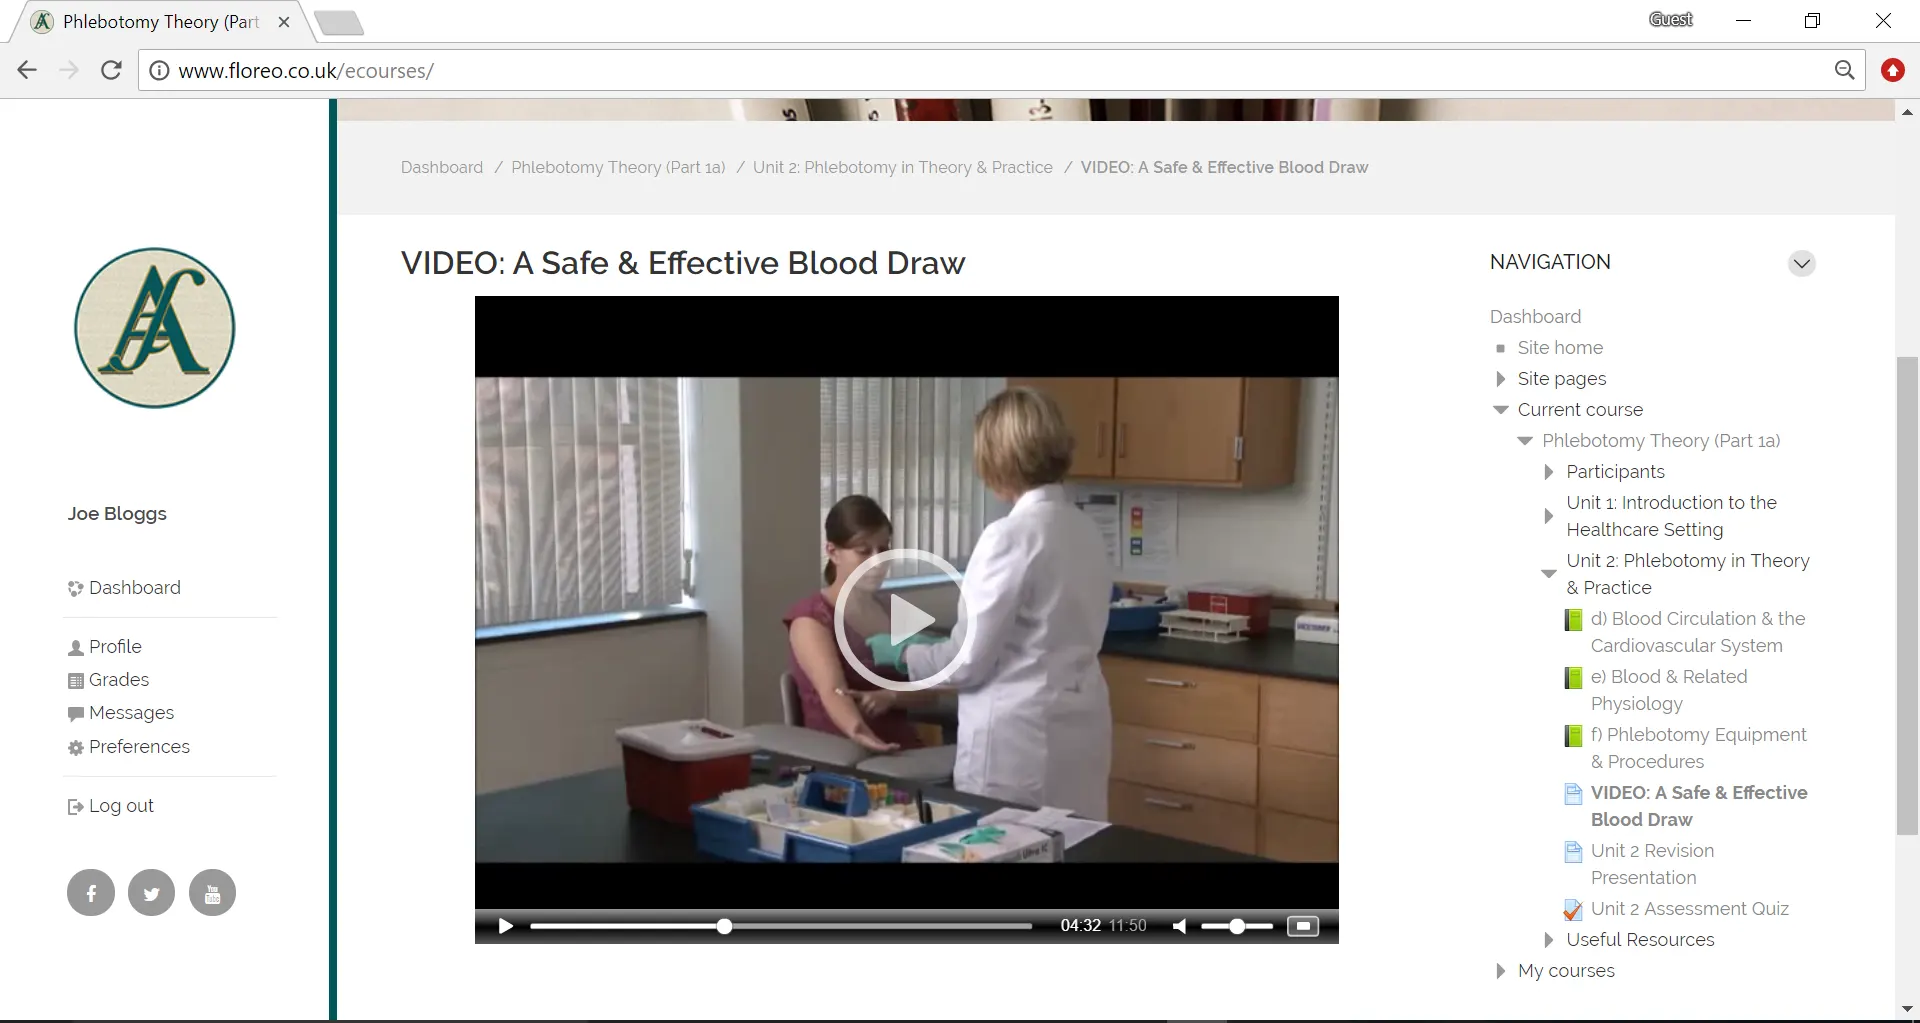 Phlebotomy Theory (Part
Guest
www.floreo.co.uk/ecourses/
Dashboard / Phlebotomy Theory (Part 1a) / Unit 2: Phlebotomy in Theory & Practice / VIDEO: A Safe & Effective Blood Draw
Joe Bloggs
Dashboard
Profile
Grades
Messages
Preferences
Log out
f
You
Tube
VIDEO: A Safe & Effective Blood Draw
04:32 11:50
NAVIGATION
Dashboard
Site home
Site pages
Current course
Phlebotomy Theory (Part 1a)
Participants
Unit 1: Introduction to the
Healthcare Setting
Unit 2: Phlebotomy in Theory
& Practice
d) Blood Circulation & the
Cardiovascular System
e) Blood & Related
Physiology
f) Phlebotomy Equipment
& Procedures
VIDEO: A Safe & Effective
Blood Draw
Unit 2 Revision
Presentation
Unit 2 Assessment Quiz
Useful Resources
My courses